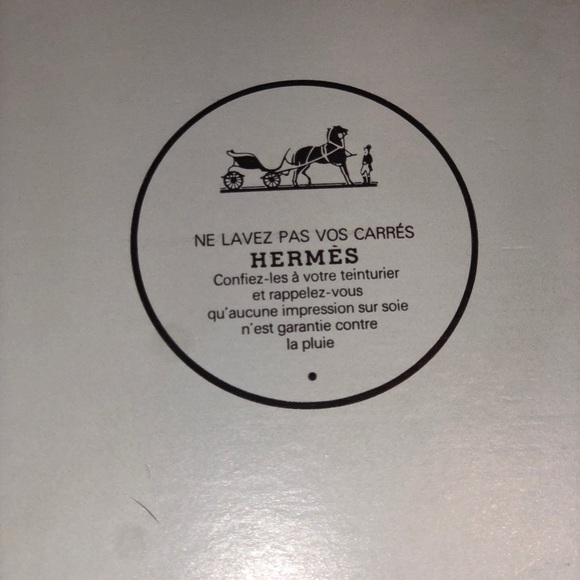 NE LAVEZ PAS VOS CARRÉS
HERMÈS
Confiez-les à votre teinturier
et rappelez-vous
qu'aucune impression sur soie
n'est garantie contre
la pluie